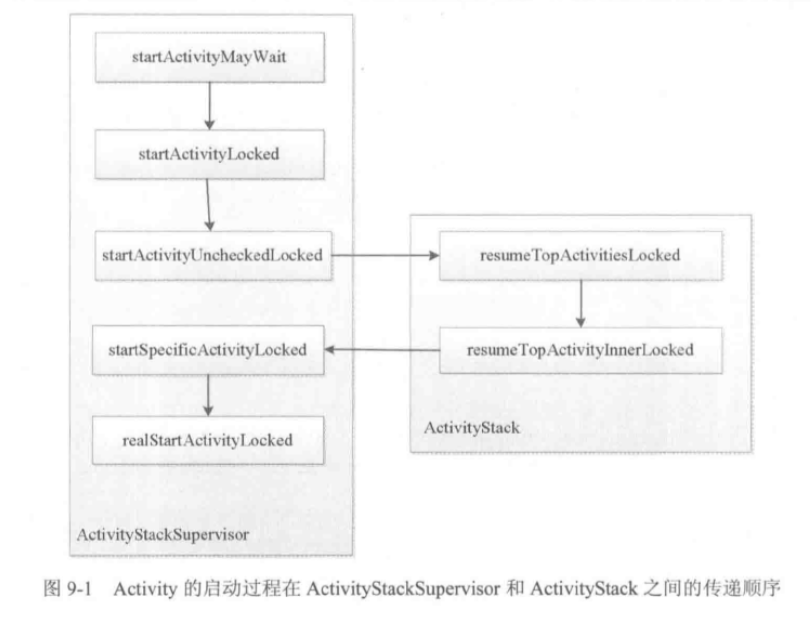 startActivityMayWait
startActivityLocked
startActivityUncheckedLocked
resumeTopActivitiesLocked
resumeTopActivityInnerLocked
startSpecificActivityLocked
realStartActivityLocked
ActivityStack
ActivityStackSupervisor
图 9-1 Activity 的启动过程在 ActivityStackSupervisor 和 ActivityStack 之间的传递顺序